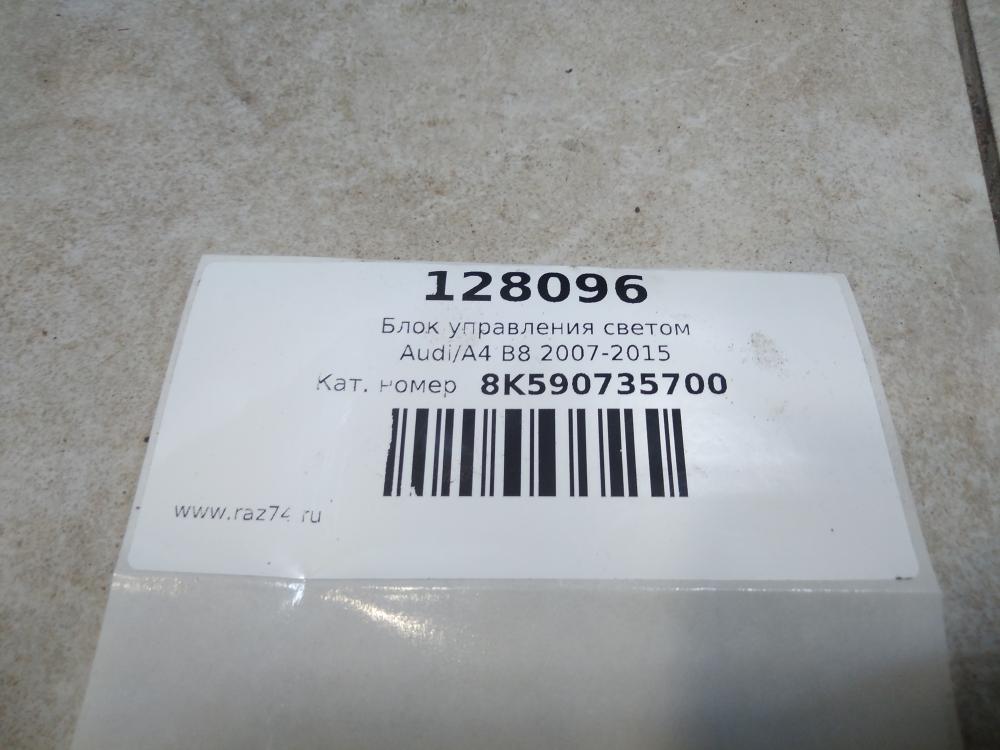 128096
Блок управления светом
Audi/A4 B8 2007-2015
Кат. номер 8K590735700
www.raz74.ru